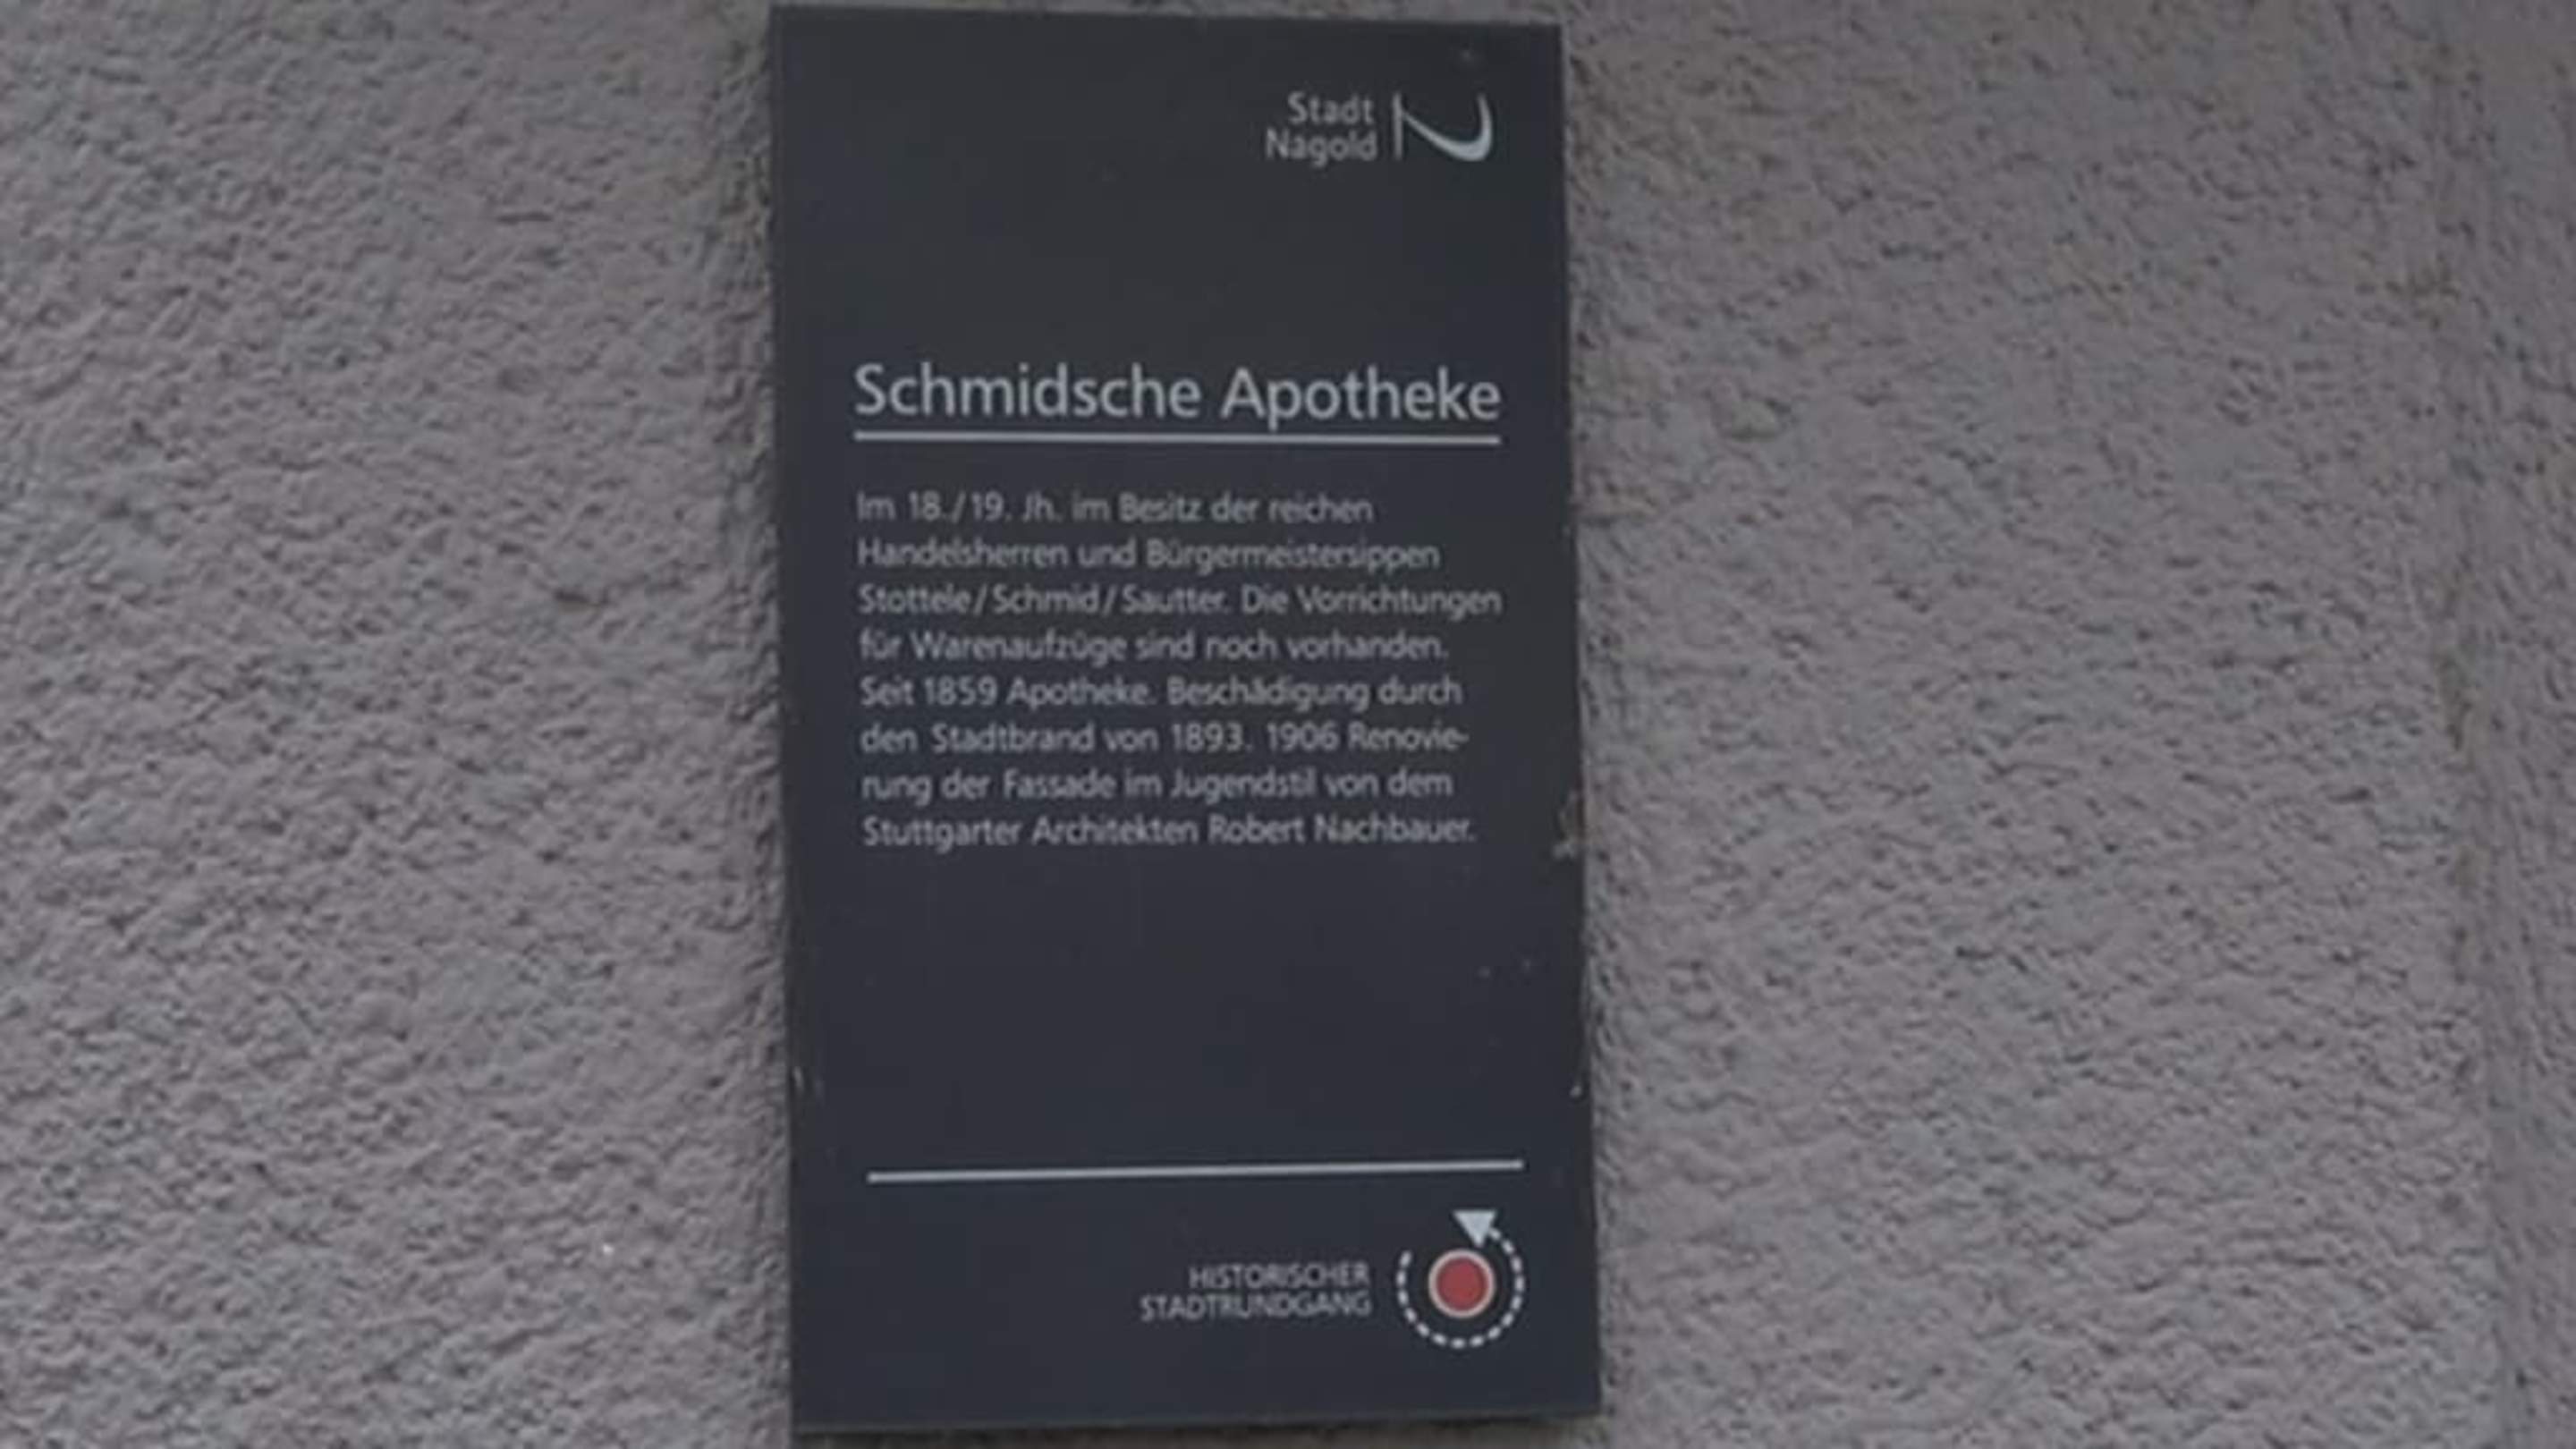 Stadt
Nagold
Schmidsche Apotheke
Im 18./19. Jh. im Besitz der reichen
Handelsherren und Bürgermeistersippen
Stottele/Schmid/Sautter. Die Vorrichtungen
für Warenaufzüge sind noch vorhanden.
Seit 1859 Apotheke. Beschädigung durch
den Stadtbrand von 1893. 1906 Renovie-
rung der Fassade im Jugendstil von dem
Stuttgarter Architekten Robert Nachbauer.
HISTORISCHER
STADTRUNDGANG